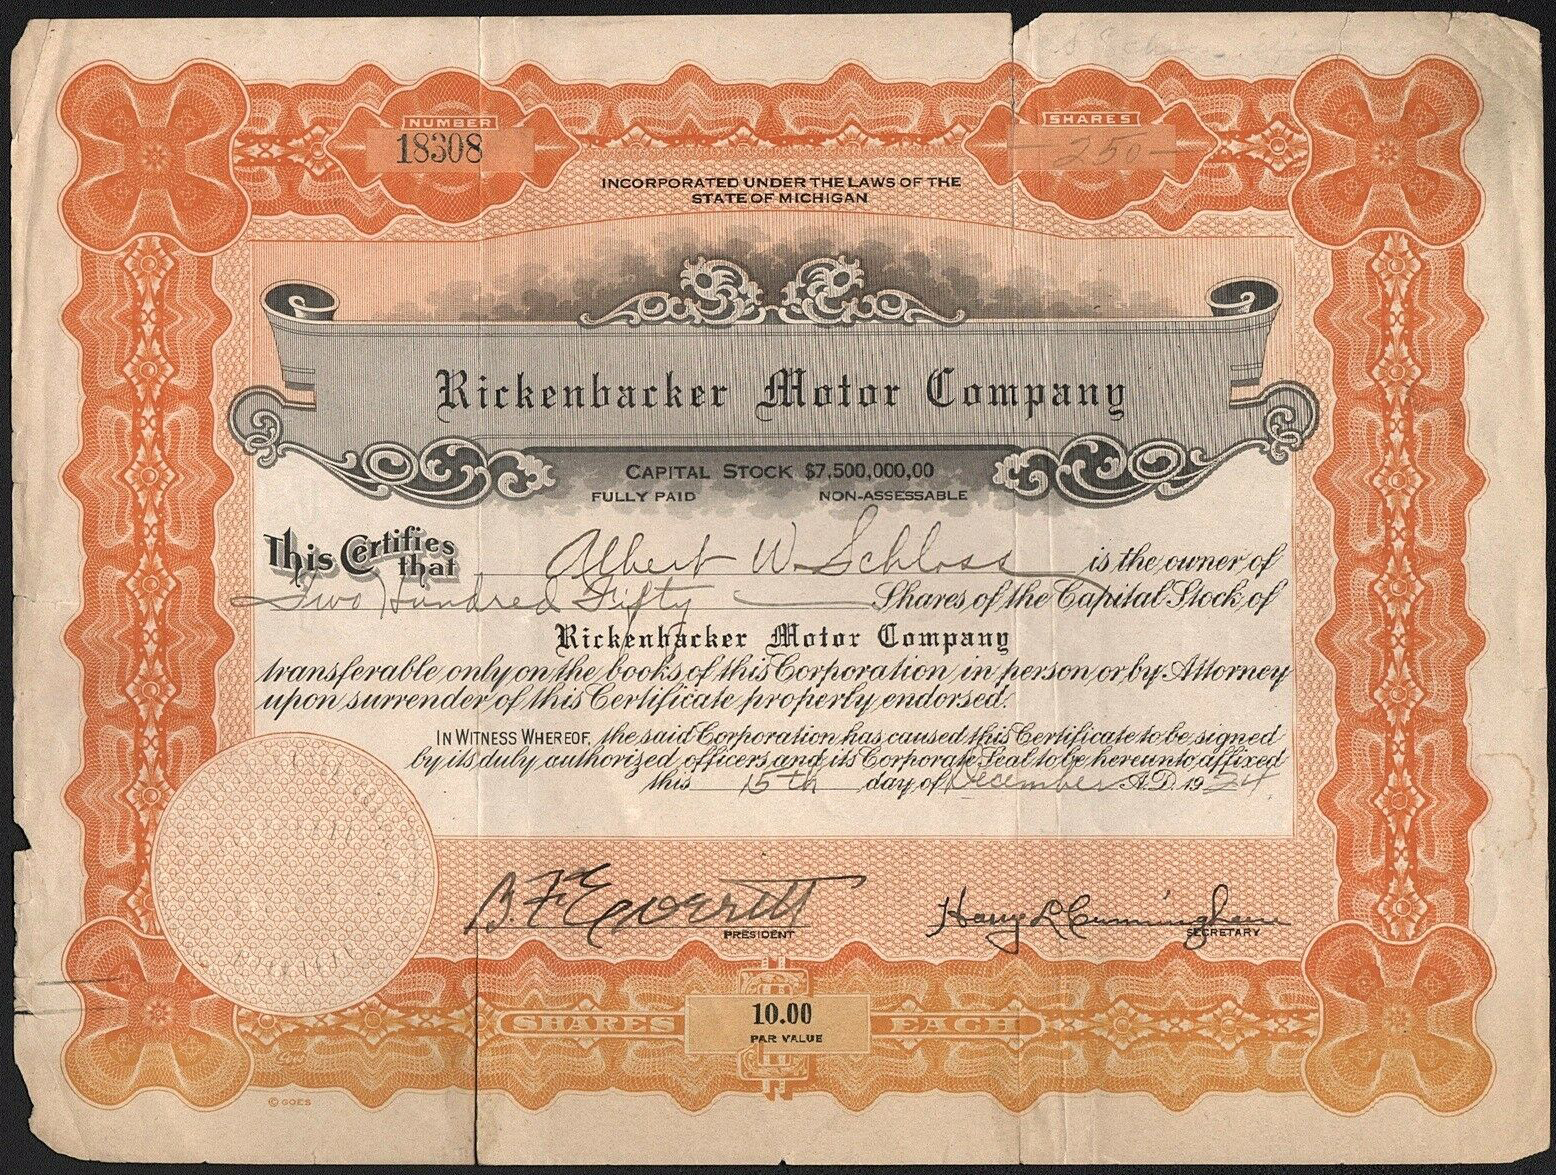 NUMBER
18308
SHARES
250
INCORPORATED UNDER THE LAWS OF THE
STATE OF MICHIGAN
Rickenbacker Motor Company
CAPITAL STOCK $7,500,000,00
FULLY PAID NON-ASSESSABLE
This Certifies that Albert W. Schloss is the owner of
Two Hundred Fifty Shares of the Capital Stock of
Rickenbacker Motor Company
transferable only on the books of this Corporation in person or by Attorney
upon surrender of this Certificate properly endorsed.
IN WITNESS WHEREOF, the said Corporation has caused this Certificate to be signed
by its duly authorized officers and its Corporate Seal to be hereunto affixed
this 15th day of December A.D. 1924
B. F. Everitt Harry L Cunningham
PRESIDENT SECRETARY
SHARES 10.00 EACH
PAR VALUE
© GOES